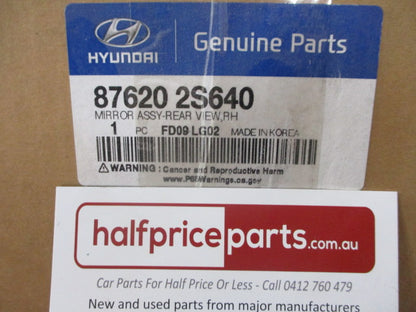 HYUNDAI
Genuine Parts
87620 2S640
MIRROR ASSY-REAR VIEW,RH
1 PC FD09 LG02 MADE IN KOREA
WARNING : Cancer and Reproductive Harm
www.P65Warnings.ca.gov
halfpriceparts.com.au
Car Parts For Half Price Or Less - Call 0412 760 479
New and used parts from major manufacturers